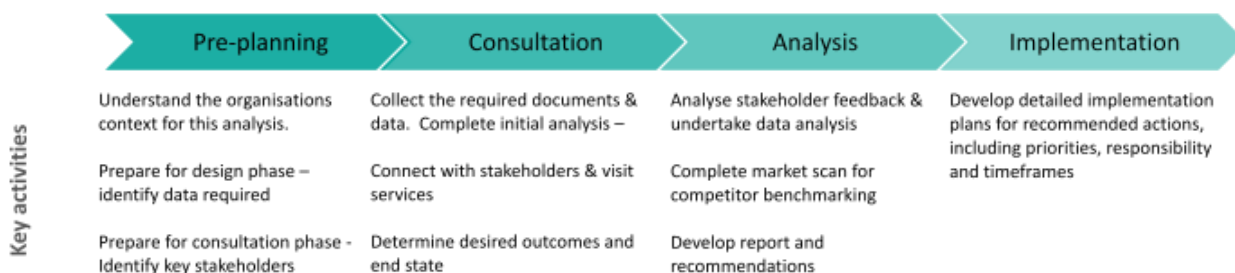 Pre-planning
Consultation
Analysis
Implementation
Key activities
Understand the organisations
context for this analysis.
Prepare for design phase –
identify data required
Prepare for consultation phase -
Identify key stakeholders
Collect the required documents &
data.  Complete initial analysis –
Connect with stakeholders & visit
services
Determine desired outcomes and
end state
Analyse stakeholder feedback &
undertake data analysis
Complete market scan for
competitor benchmarking
Develop report and
recommendations
Develop detailed implementation
plans for recommended actions,
including priorities, responsibility
and timeframes